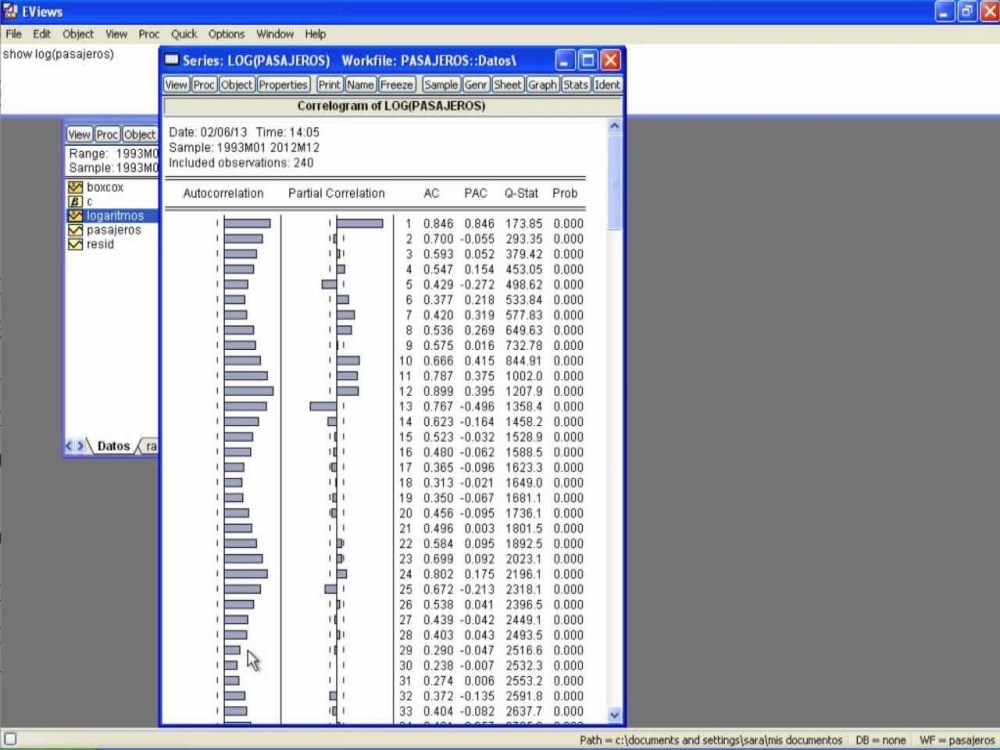 EViews
File Edit Object View Proc Quick Options Window Help
show log(pasajeros)
View Proc Object
Range: 1993M0
Sample: 1993M0
boxcox
c
logaritmos
pasajeros
resid
Datos ra
Series: LOG(PASAJEROS) Workfile: PASAJEROS::Datos\
View Proc Object Properties Print Name Freeze Sample Genr Sheet Graph Stats Ident
Correlogram of LOG(PASAJEROS)
Date: 02/06/13 Time: 14:05
Sample: 1993M01 2012M12
Included observations: 240
Autocorrelation Partial Correlation AC PAC Q-Stat Prob
1 0.846 0.846 173.85 0.000
2 0.700 -0.055 293.35 0.000
3 0.593 0.052 379.42 0.000
4 0.547 0.154 453.05 0.000
5 0.429 -0.272 498.62 0.000
6 0.377 0.218 533.84 0.000
7 0.420 0.319 577.83 0.000
8 0.536 0.269 649.63 0.000
9 0.575 0.016 732.78 0.000
10 0.666 0.415 844.91 0.000
11 0.787 0.375 1002.0 0.000
12 0.899 0.395 1207.9 0.000
13 0.767 -0.496 1358.4 0.000
14 0.623 -0.164 1458.2 0.000
15 0.523 -0.032 1528.9 0.000
16 0.480 -0.062 1588.5 0.000
17 0.365 -0.096 1623.3 0.000
18 0.313 -0.021 1649.0 0.000
19 0.350 -0.067 1681.1 0.000
20 0.456 -0.095 1736.1 0.000
21 0.496 0.003 1801.5 0.000
22 0.584 0.095 1892.5 0.000
23 0.699 0.092 2023.1 0.000
24 0.802 0.175 2196.1 0.000
25 0.672 -0.213 2318.1 0.000
26 0.538 0.041 2396.5 0.000
27 0.439 -0.042 2449.1 0.000
28 0.403 0.043 2493.5 0.000
29 0.290 -0.047 2516.6 0.000
30 0.238 -0.007 2532.3 0.000
31 0.274 0.006 2553.2 0.000
32 0.372 -0.135 2591.8 0.000
33 0.404 -0.082 2637.7 0.000
Path = c:\documents and settings\sara\mis documentos DB = none WF = pasajeros